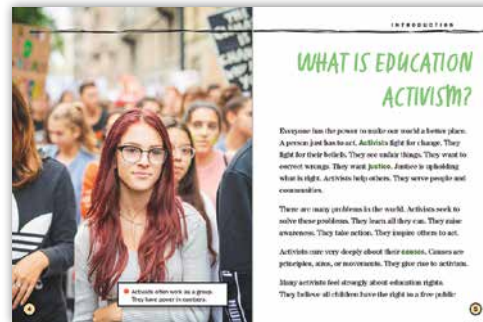 Activists often work as a group.
They have power in numbers.
4
INTRODUCTION
WHAT IS EDUCATION
ACTIVISM?
Everyone has the power to make our world a better place.
A person just has to act. Activists fight for change. They
fight for their beliefs. They see unfair things. They want to
correct wrongs. They want justice. Justice is upholding
what is right. Activists help others. They serve people and
communities.
There are many problems in the world. Activists seek to
solve these problems. They learn all they can. They raise
awareness. They take action. They inspire others to act.
Activists care very deeply about their causes. Causes are
principles, aims, or movements. They give rise to activism.
Many activists feel strongly about education rights.
They believe all children have the right to a free public
5